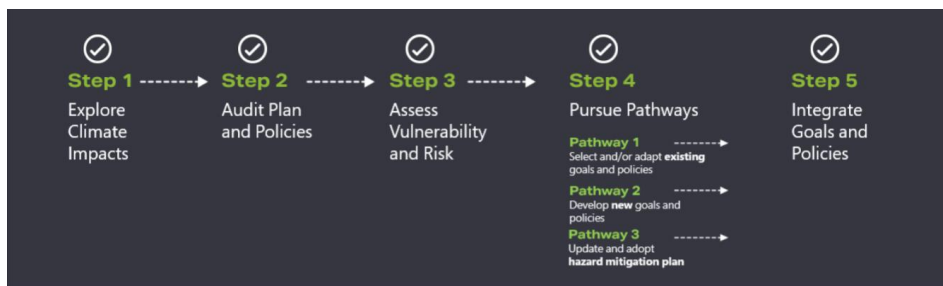 Step 1
Explore
Climate
Impacts
Step 2
Audit Plan
and Policies
Step 3
Assess
Vulnerability
and Risk
Step 4
Pursue Pathways
Pathway 1
Select and/or adapt existing
goals and policies
Pathway 2
Develop new goals and
policies
Pathway 3
Update and adopt
hazard mitigation plan
Step 5
Integrate
Goals and
Policies